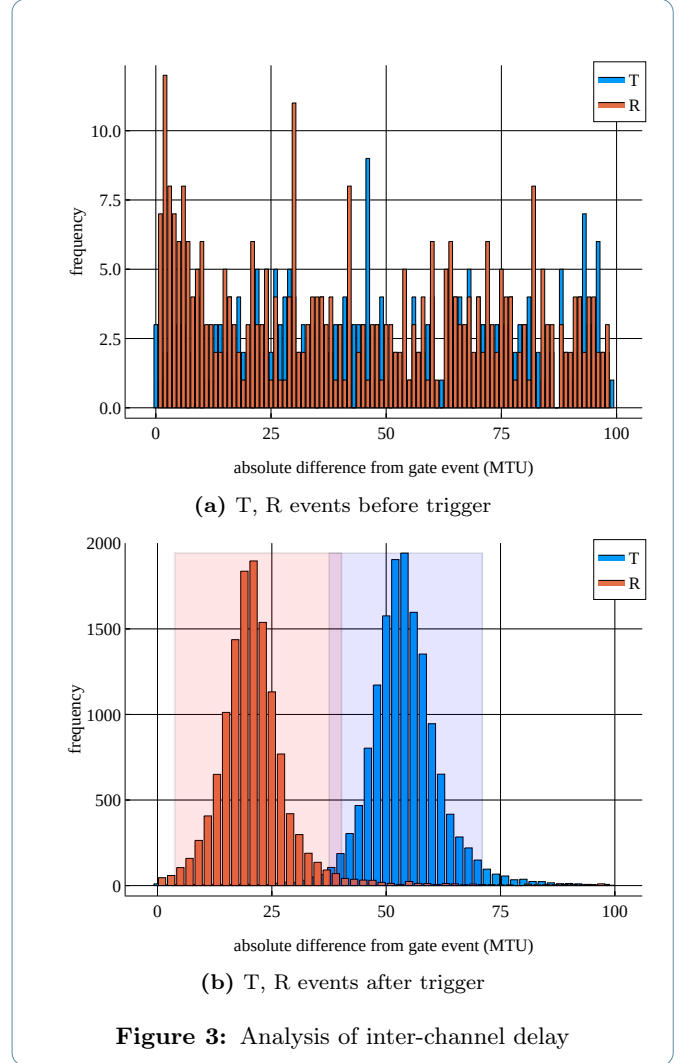 T
R
10.0
7.5
5.0
2.5
0.0
frequency
0 25 50 75 100
absolute difference from gate event (MTU)
(a) T, R events before trigger
2000
1500
1000
500
0
frequency
T
R
0 25 50 75 100
absolute difference from gate event (MTU)
(b) T, R events after trigger
Figure 3: Analysis of inter-channel delay